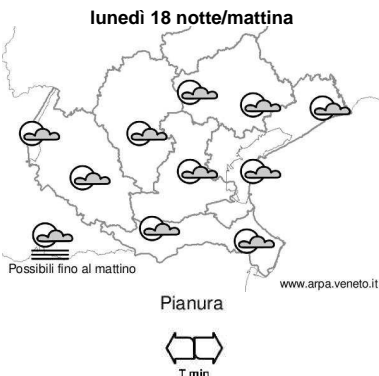 lunedì 18 notte/mattina
Possibili fino al mattino
www.arpa.veneto.it
Pianura
T min